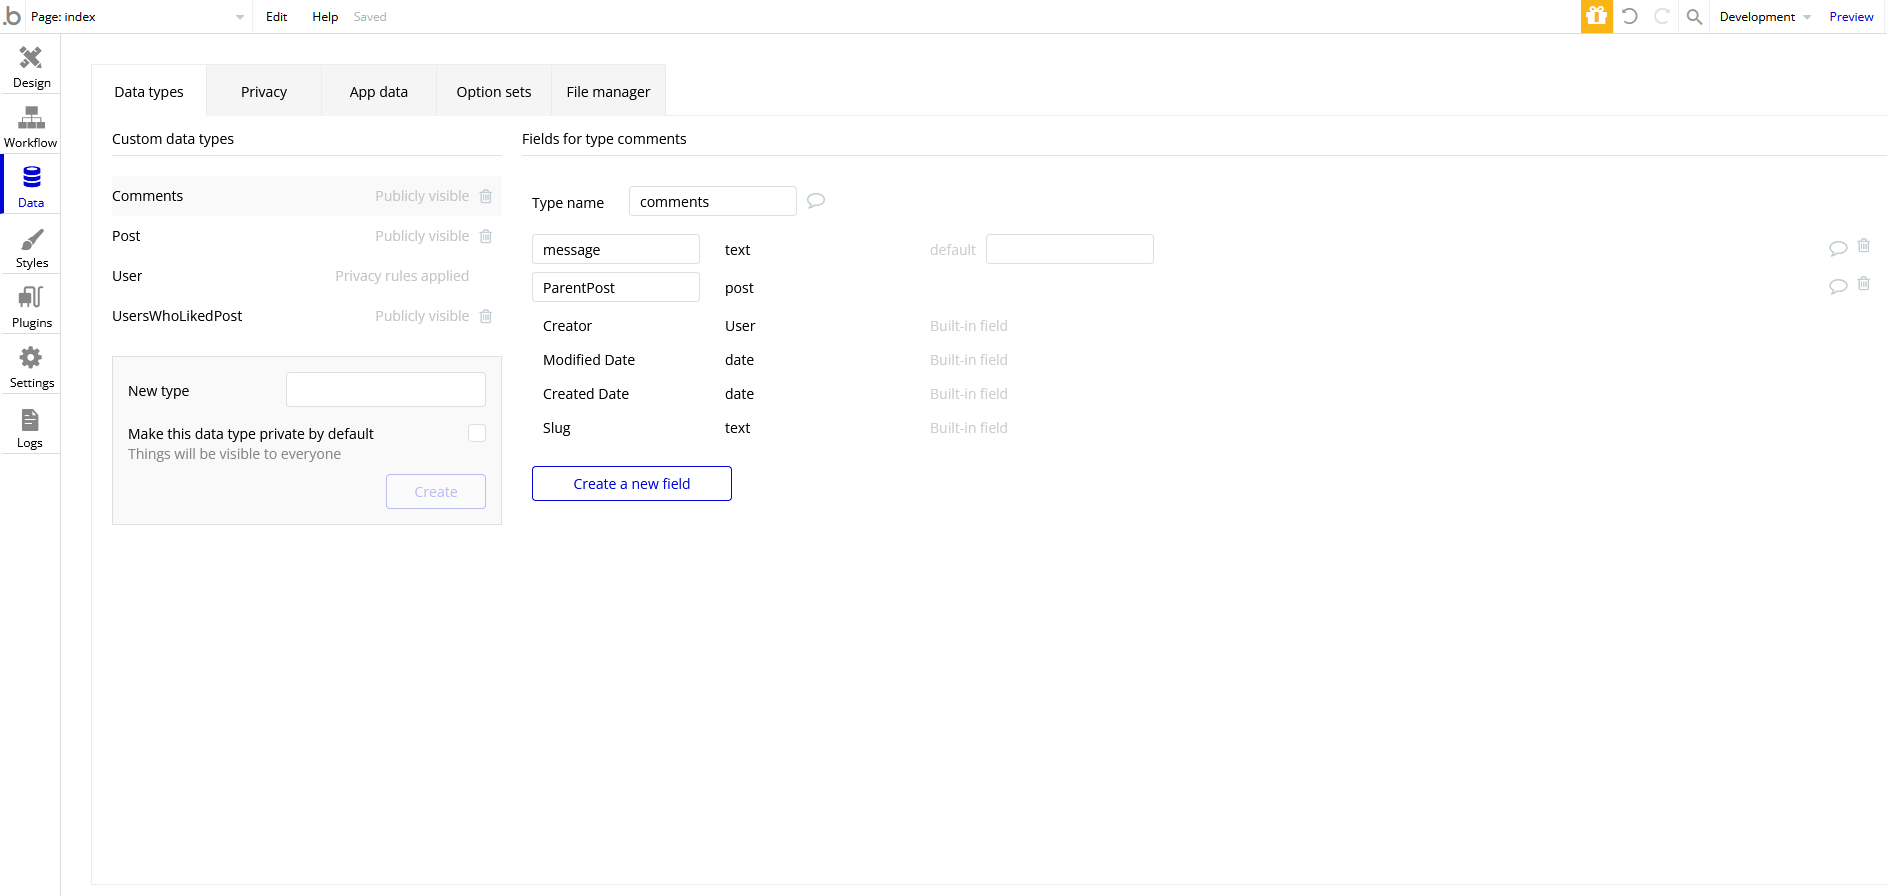 .b Page: index Edit Help Saved Development Preview
Design
Workflow
Data
Styles
Plugins
Settings
Logs
Data types Privacy App data Option sets File manager
Custom data types
Comments Publicly visible
Post Publicly visible
User Privacy rules applied
UsersWhoLikedPost Publicly visible
New type
Make this data type private by default
Things will be visible to everyone
Create
Fields for type comments
Type name comments
message text default
ParentPost post
Creator User Built-in field
Modified Date date Built-in field
Created Date date Built-in field
Slug text Built-in field
Create a new field